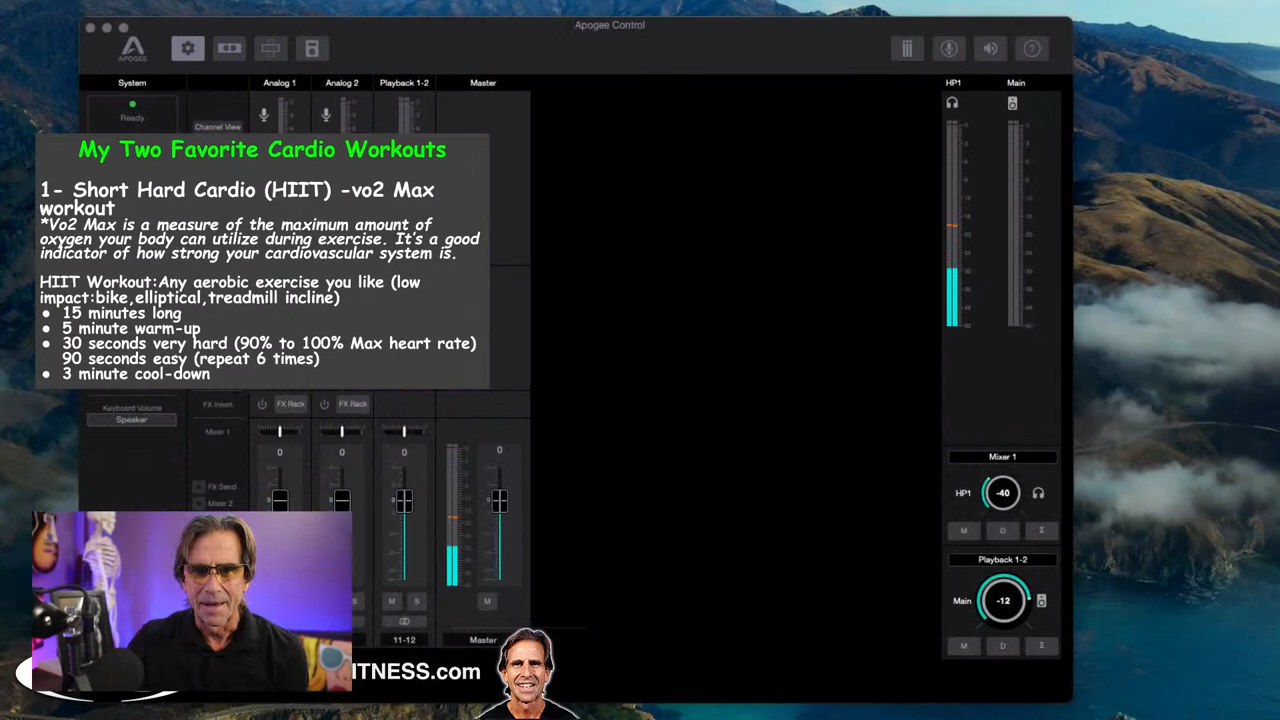 Apogee Control
APOGEE
System
Analog 1
Analog 2
Playback 1-2
Master
HP1
Main
Ready
Channel View
My Two Favorite Cardio Workouts
1- Short Hard Cardio (HIIT) -vo2 Max
workout
*Vo2 Max is a measure of the maximum amount of
oxygen your body can utilize during exercise. It's a good
indicator of how strong your cardiovascular system is.
HIIT Workout:Any aerobic exercise you like (low
impact:bike,elliptical,treadmill incline)
• 15 minutes long
• 5 minute warm-up
• 30 seconds very hard (90% to 100% Max heart rate)
90 seconds easy (repeat 6 times)
• 3 minute cool-down
Keyboard Volume
Speaker
FX Insert
FX Rack
FX Rack
Mixer 1
0
0
0
0
FX Send
Mixer 2
Mixer 1
HP1
-40
M
D
Σ
Playback 1-2
Main
-12
M
D
Σ
M
S
M
11-12
Master
ITNESS.com